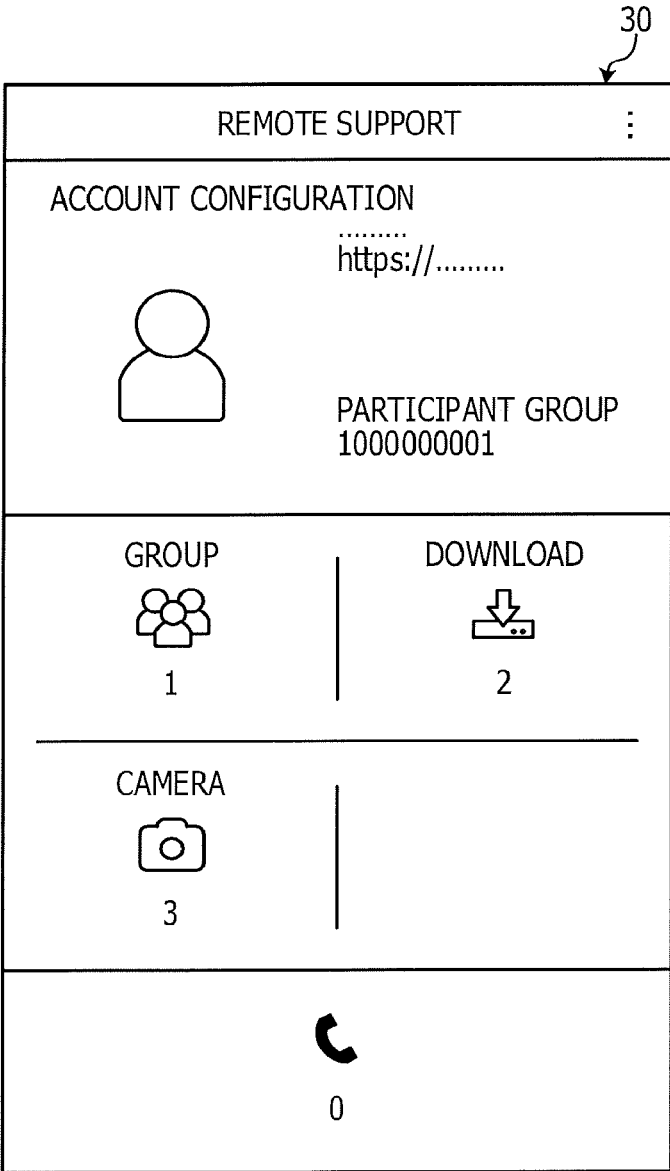 30
REMOTE SUPPORT
ACCOUNT CONFIGURATION
.........
https://.........
PARTICIPANT GROUP
1000000001
GROUP
DOWNLOAD
1
2
CAMERA
3
0